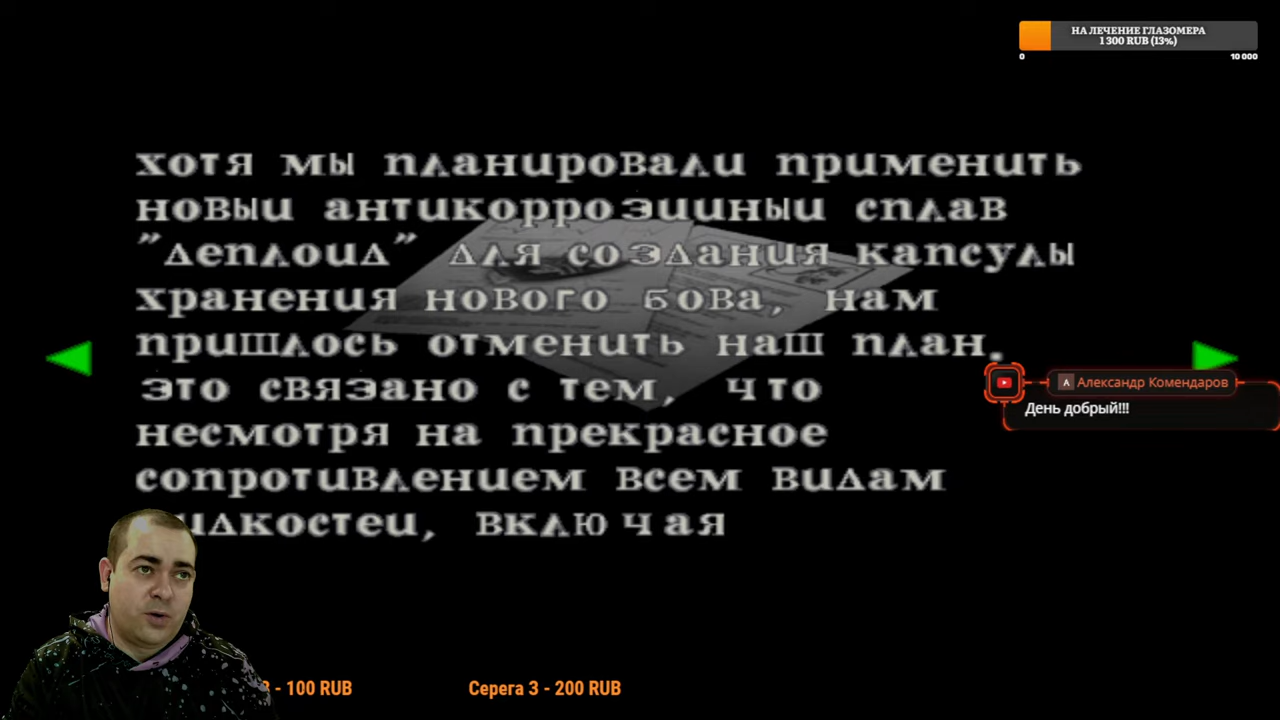 НА ЛЕЧЕНИЕ ГЛАЗОМЕРА
1 300 RUB (13%)
0 10 000
хотя мы планировали применить
новыи антикоррозииныи сплав
"деплоид" для создания капсулы
хранения нового бова, нам
пришлось отменить наш план.
это связано с тем, что
несмотря на прекрасное
сопротивлением всем видам
идкостеи, включая
Александр Комендаров
День добрый!!!
- 100 RUB Серега 3 - 200 RUB